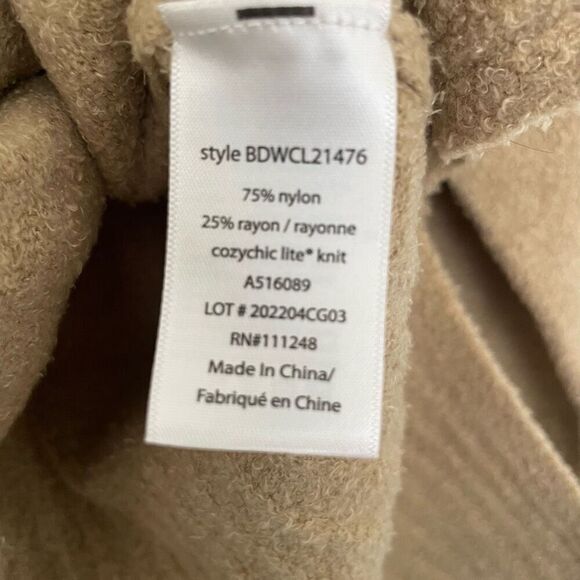 style BDWCL21476
75% nylon
25% rayon / rayonne
cozychic lite® knit
A516089
LOT # 202204CG03
RN#111248
Made In China/
Fabriqué en Chine